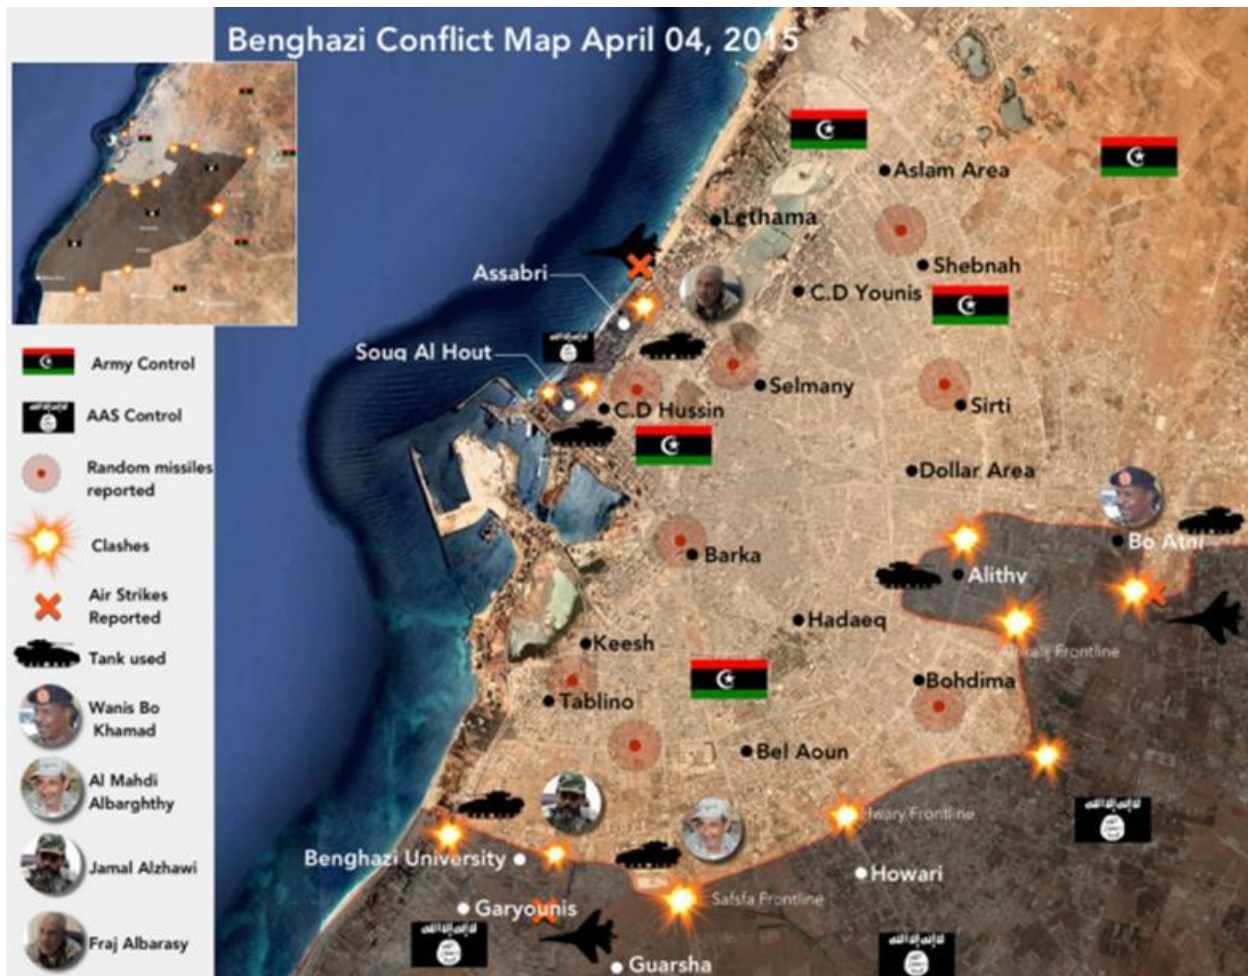 Benghazi Conflict Map April 04, 2015
Army Control
AAS Control
Random missiles
reported
Clashes
Air Strikes
Reported
Tank used
Wanis Bo
Khamad
Al Mahdi
Albarghthy
Jamal Alzhawi
Fraj Albarasy
Aslam Area
Lethama
Shebnah
Assabri
C.D Younis
Souq Al Hout
Selmany
C.D Hussin
Sirti
Dollar Area
Bo Atni
Barka
Alithy
Hadaeq
Keesh
Frontline
Bohdima
Tablino
Bel Aoun
Hwary Frontline
Benghazi University
Howari
Safsfa Frontline
Garyounis
Guarsha